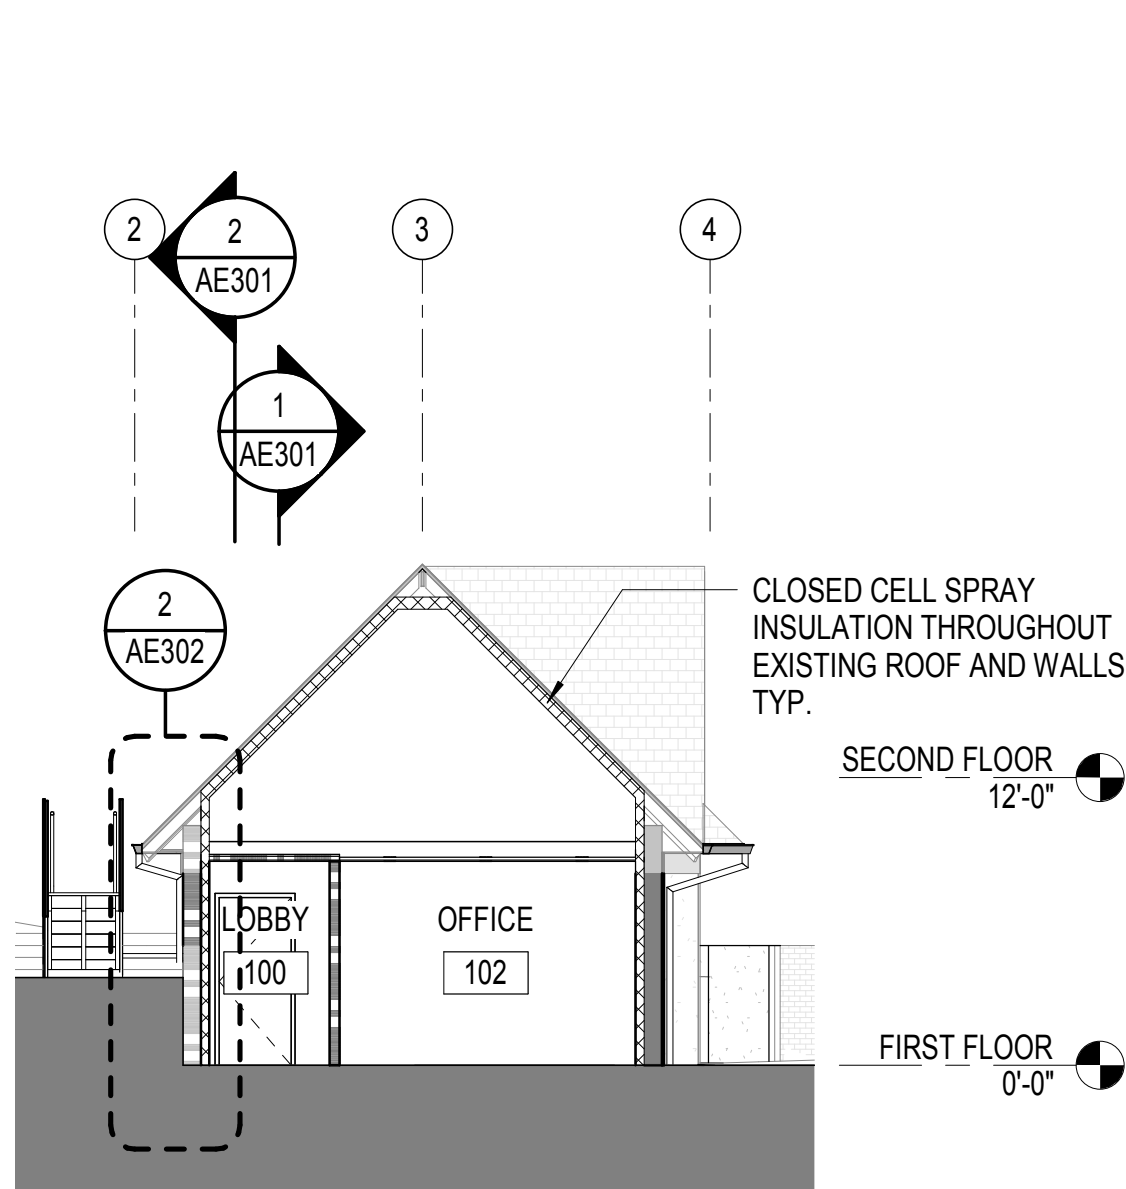 2
2
AE301
3
4
1
AE301
2
AE302
CLOSED CELL SPRAY
INSULATION THROUGHOUT
EXISTING ROOF AND WALLS
TYP.
SECOND FLOOR
12'-0"
LOBBY
100
OFFICE
102
FIRST FLOOR
0'-0"